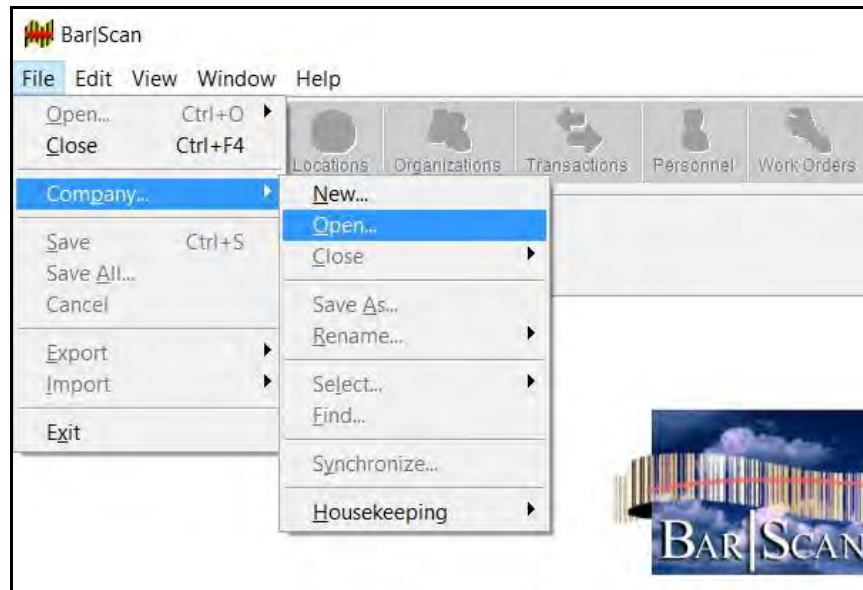 Bar|Scan
File Edit View Window Help
Open... Ctrl+O
Close Ctrl+F4
Company...
Save Ctrl+S
Save All...
Cancel
Export
Import
Exit
Locations Organizations Transactions Personnel Work Orders
New...
Open...
Close
Save As...
Rename...
Select...
Find...
Synchronize...
Housekeeping
BAR|SCAN